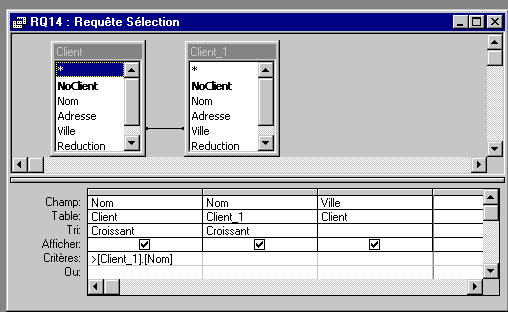 RQ14 : Requête Sélection
Client Client_1
* *
NoClient NoClient
Nom Nom
Adresse Adresse
Ville Ville
Reduction Reduction
Champ: Nom Nom Ville
Table: Client Client_1 Client
Tri: Croissant Croissant
Afficher:
Critères: >[Client_1].[Nom]
Ou: